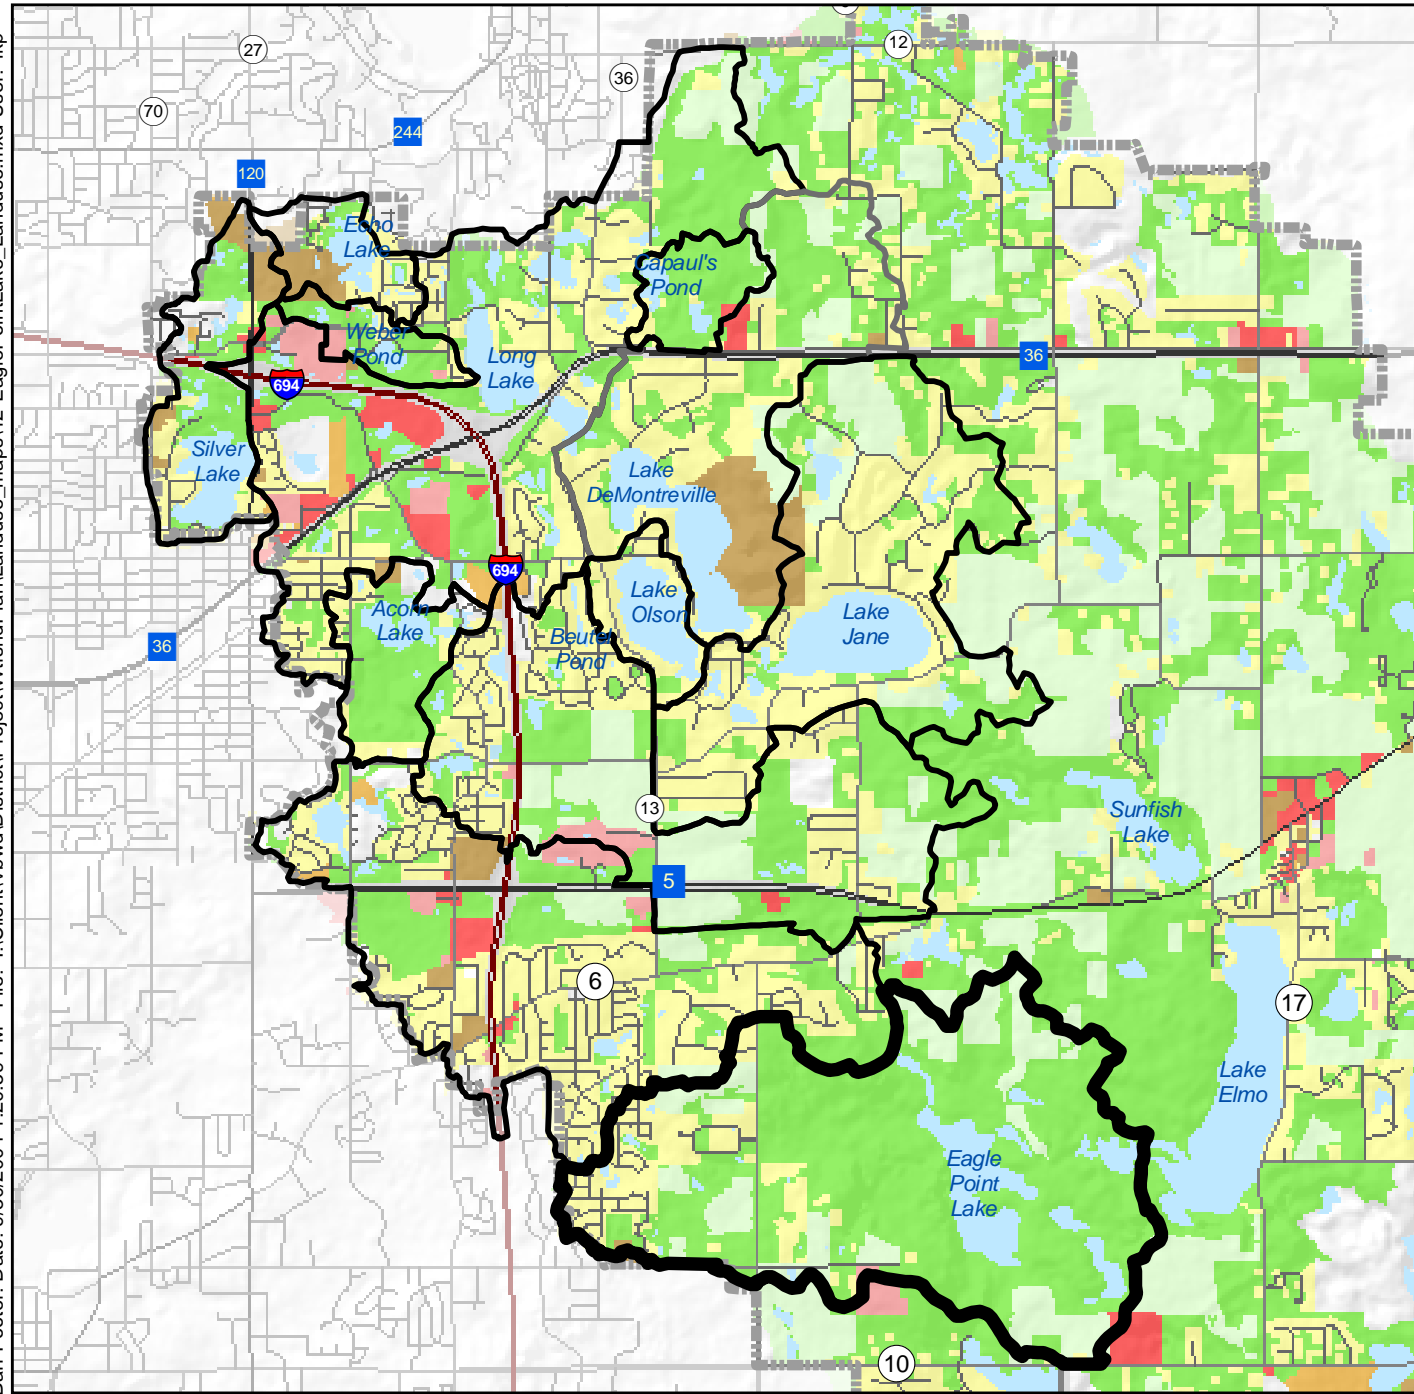 12
27
36
70
244
120
Echo
Lake
Capaul's
Pond
Weber
Pond
Long
Lake
36
694
Silver
Lake
Lake
DeMontreville
694
Lake
Olson
Acorn
Lake
Lake
Jane
Beutel
Pond
36
13
Sunfish
Lake
5
6
17
Lake
Elmo
Eagle
Point
Lake
10